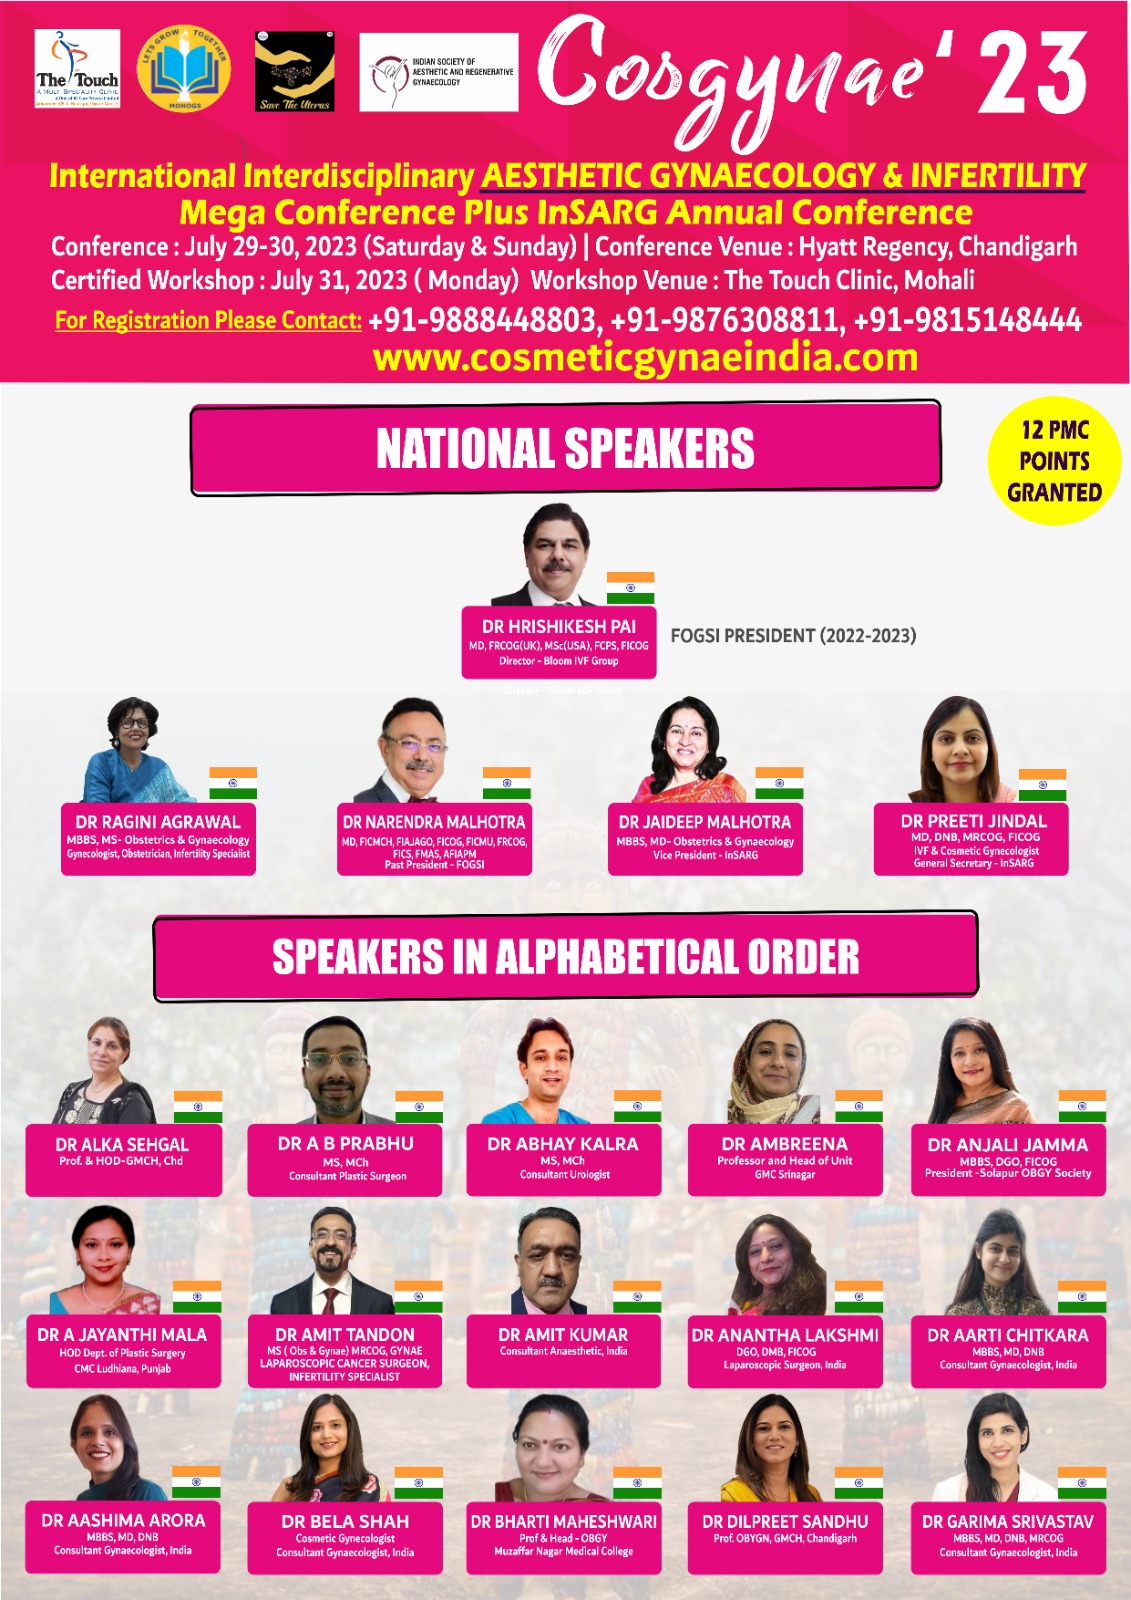 The Touch
A MULTI SPECIALITY CLINIC
LETS GROW TOGETHER
MOHOGS
Save The Uterus
INDIAN SOCIETY OF
AESTHETIC AND REGENERATIVE
GYNAECOLOGY
Cosgynae '23
International Interdisciplinary AESTHETIC GYNAECOLOGY & INFERTILITY
Mega Conference Plus InSARG Annual Conference
Conference : July 29-30, 2023 (Saturday & Sunday) | Conference Venue : Hyatt Regency, Chandigarh
Certified Workshop : July 31, 2023 ( Monday) Workshop Venue : The Touch Clinic, Mohali
For Registration Please Contact: +91-9888448803, +91-9876308811, +91-9815148444
www.cosmeticgynaeindia.com
NATIONAL SPEAKERS
12 PMC
POINTS
GRANTED
DR HRISHIKESH PAI
MD, FRCOG(UK), MSc(USA), FCPS, FICOG
Director - Bloom IVF Group
FOGSI PRESIDENT (2022-2023)
Director - Bloom IVF Group
DR RAGINI AGRAWAL
MBBS, MS- Obstetrics & Gynaecology
Gynecologist, Obstetrician, Infertility Specialist
DR NARENDRA MALHOTRA
MD, FICMCH, FIAJAGO, FICOG, FICMU, FRCOG,
FICS, FMAS, AFIAPM
Past President - FOGSI
DR JAIDEEP MALHOTRA
MBBS, MD- Obstetrics & Gynaecology
Vice President - InSARG
DR PREETI JINDAL
MD, DNB, MRCOG, FICOG
IVF & Cosmetic Gynecologist
General Secretary - InSARG
SPEAKERS IN ALPHABETICAL ORDER
DR ALKA SEHGAL
Prof. & HOD-GMCH, Chd
DR A B PRABHU
MS, MCh
Consultant Plastic Surgeon
DR ABHAY KALRA
MS, MCh
Consultant Urologist
DR AMBREENA
Professor and Head of Unit
GMC Srinagar
DR ANJALI JAMMA
MBBS, DGO, FICOG
President -Solapur OBGY Society
DR A JAYANTHI MALA
HOD Dept. of Plastic Surgery
CMC Ludhiana, Punjab
DR AMIT TANDON
MS ( Obs & Gynae) MRCOG, GYNAE
LAPAROSCOPIC CANCER SURGEON,
INFERTILITY SPECIALIST
DR AMIT KUMAR
Consultant Anaesthetic, India
DR ANANTHA LAKSHMI
DGO, DMB, FICOG
Laparoscopic Surgeon, India
DR AARTI CHITKARA
MBBS, MD, DNB
Consultant Gynaecologist, India
DR AASHIMA ARORA
MBBS, MD, DNB
Consultant Gynaecologist, India
DR BELA SHAH
Cosmetic Gynecologist
Consultant Gynaecologist, India
DR BHARTI MAHESHWARI
Prof & Head - OBGY
Muzaffar Nagar Medical College
DR DILPREET SANDHU
Prof. OBYGN, GMCH, Chandigarh
DR GARIMA SRIVASTAV
MBBS, MD, DNB, MRCOG
Consultant Gynaecologist, India